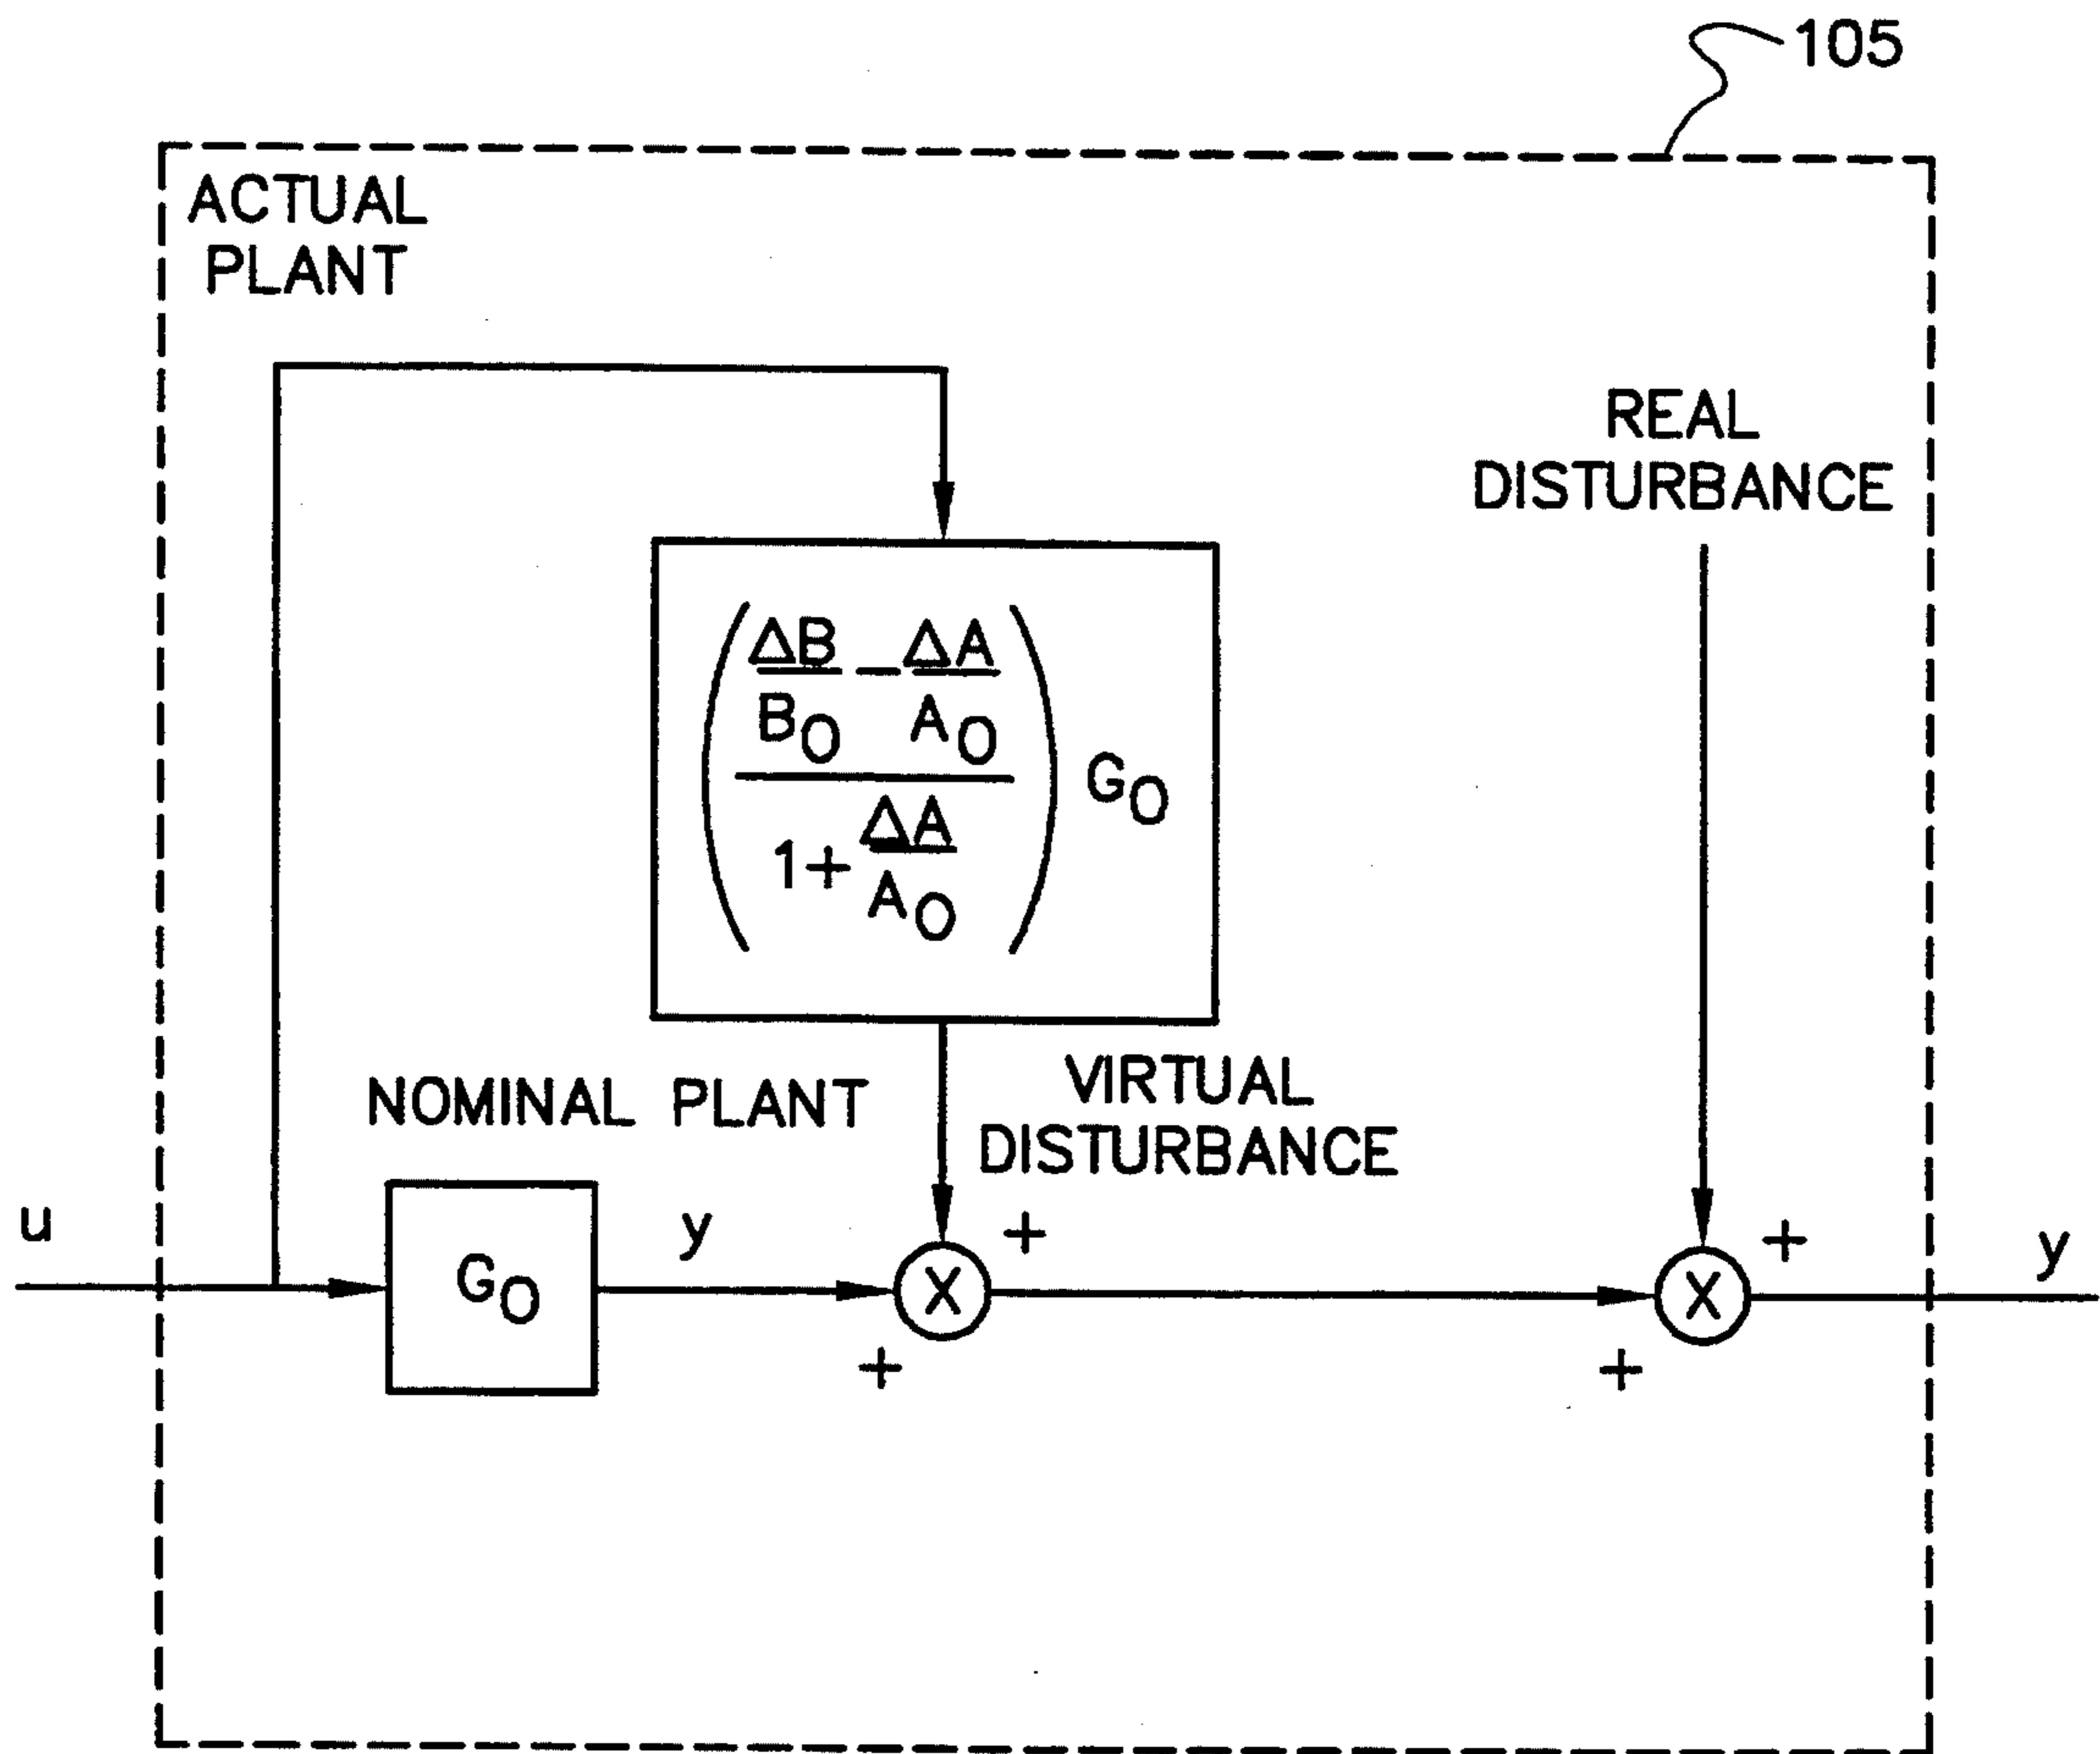 105
ACTUAL
PLANT
REAL
DISTURBANCE
ΔB/B₀ – ΔA/A₀
1+ ΔA/A₀
G₀
NOMINAL PLANT
VIRTUAL
DISTURBANCE
u
G₀
y
+
X
+
+
X
+
y